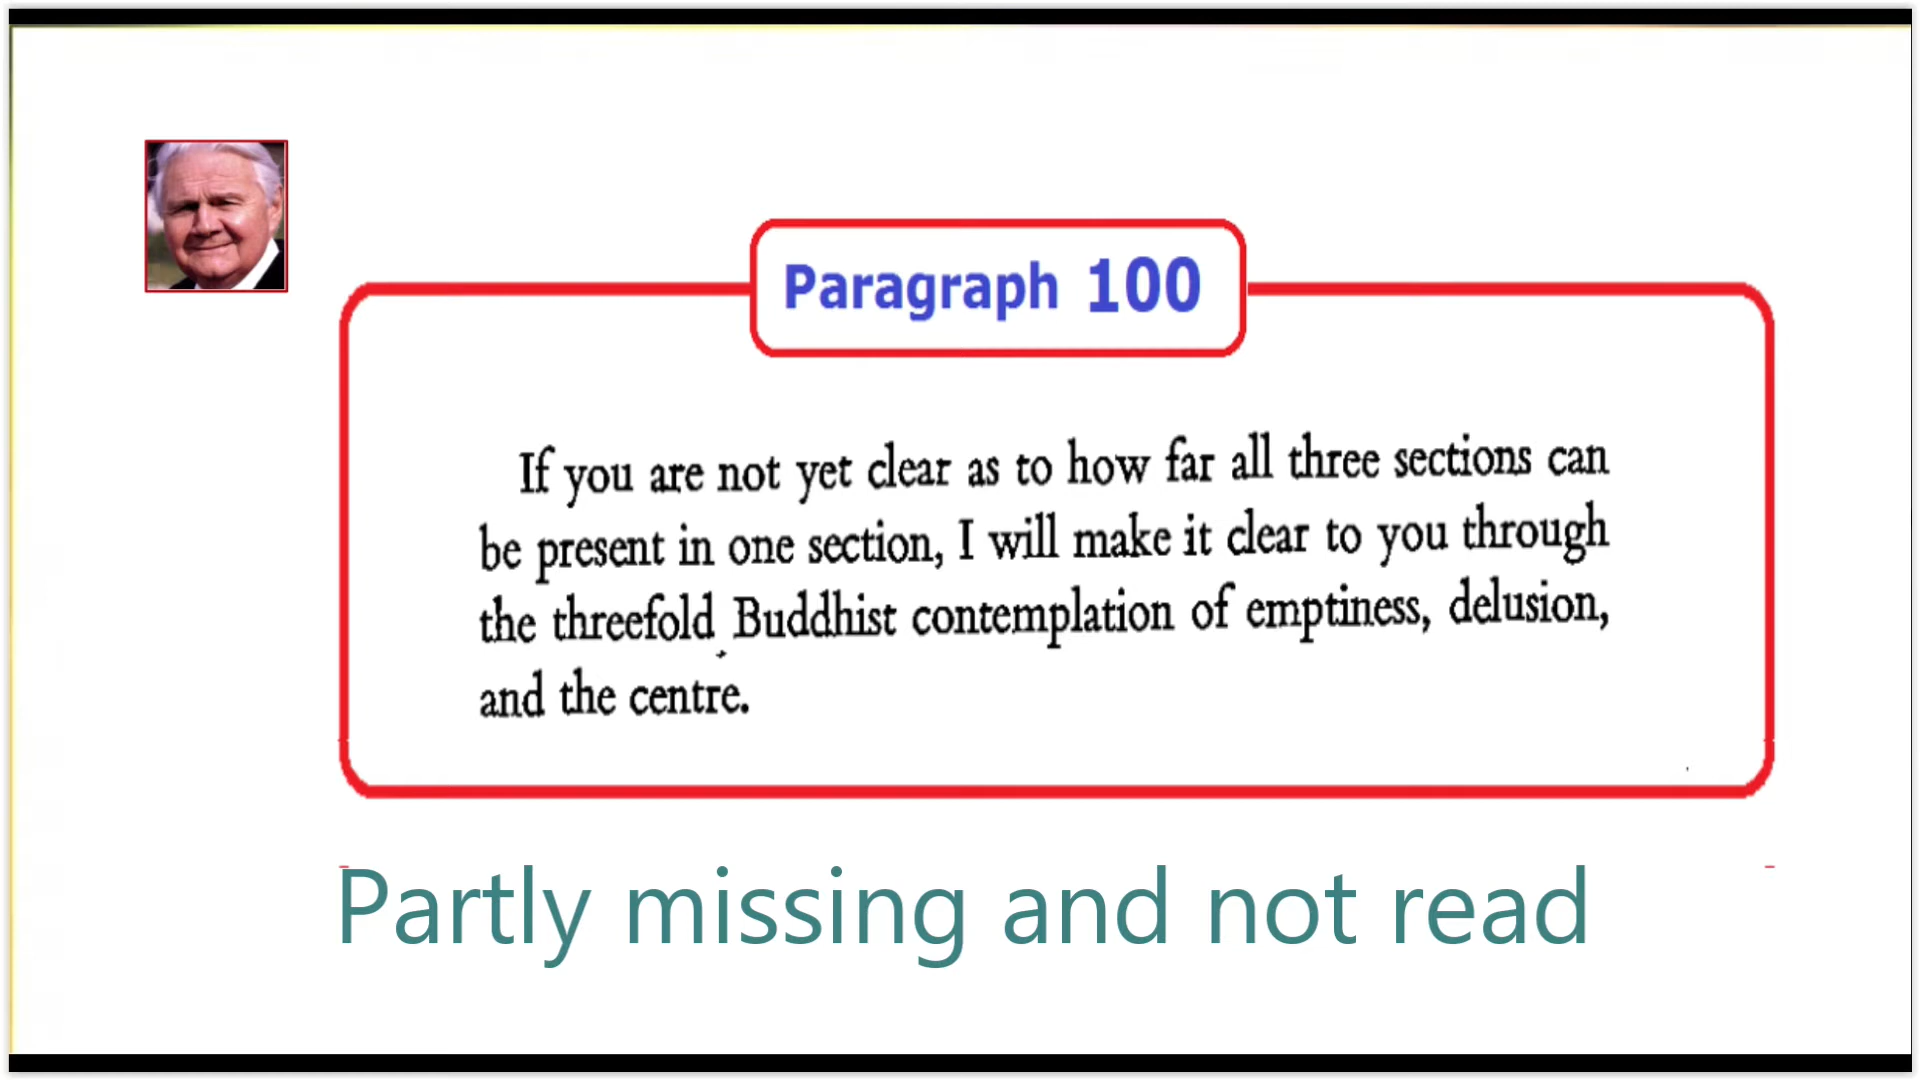 Paragraph 100
If you are not yet clear as to how far all three sections can
be present in one section, I will make it clear to you through
the threefold Buddhist contemplation of emptiness, delusion,
and the centre.
Partly missing and not read